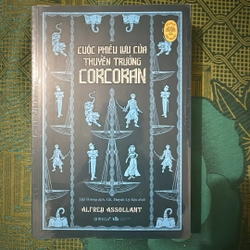 CUỘC PHIÊU LƯU CỦA
THUYỀN TRƯỞNG
CORCORAN
ALFRED ASSOLLANT